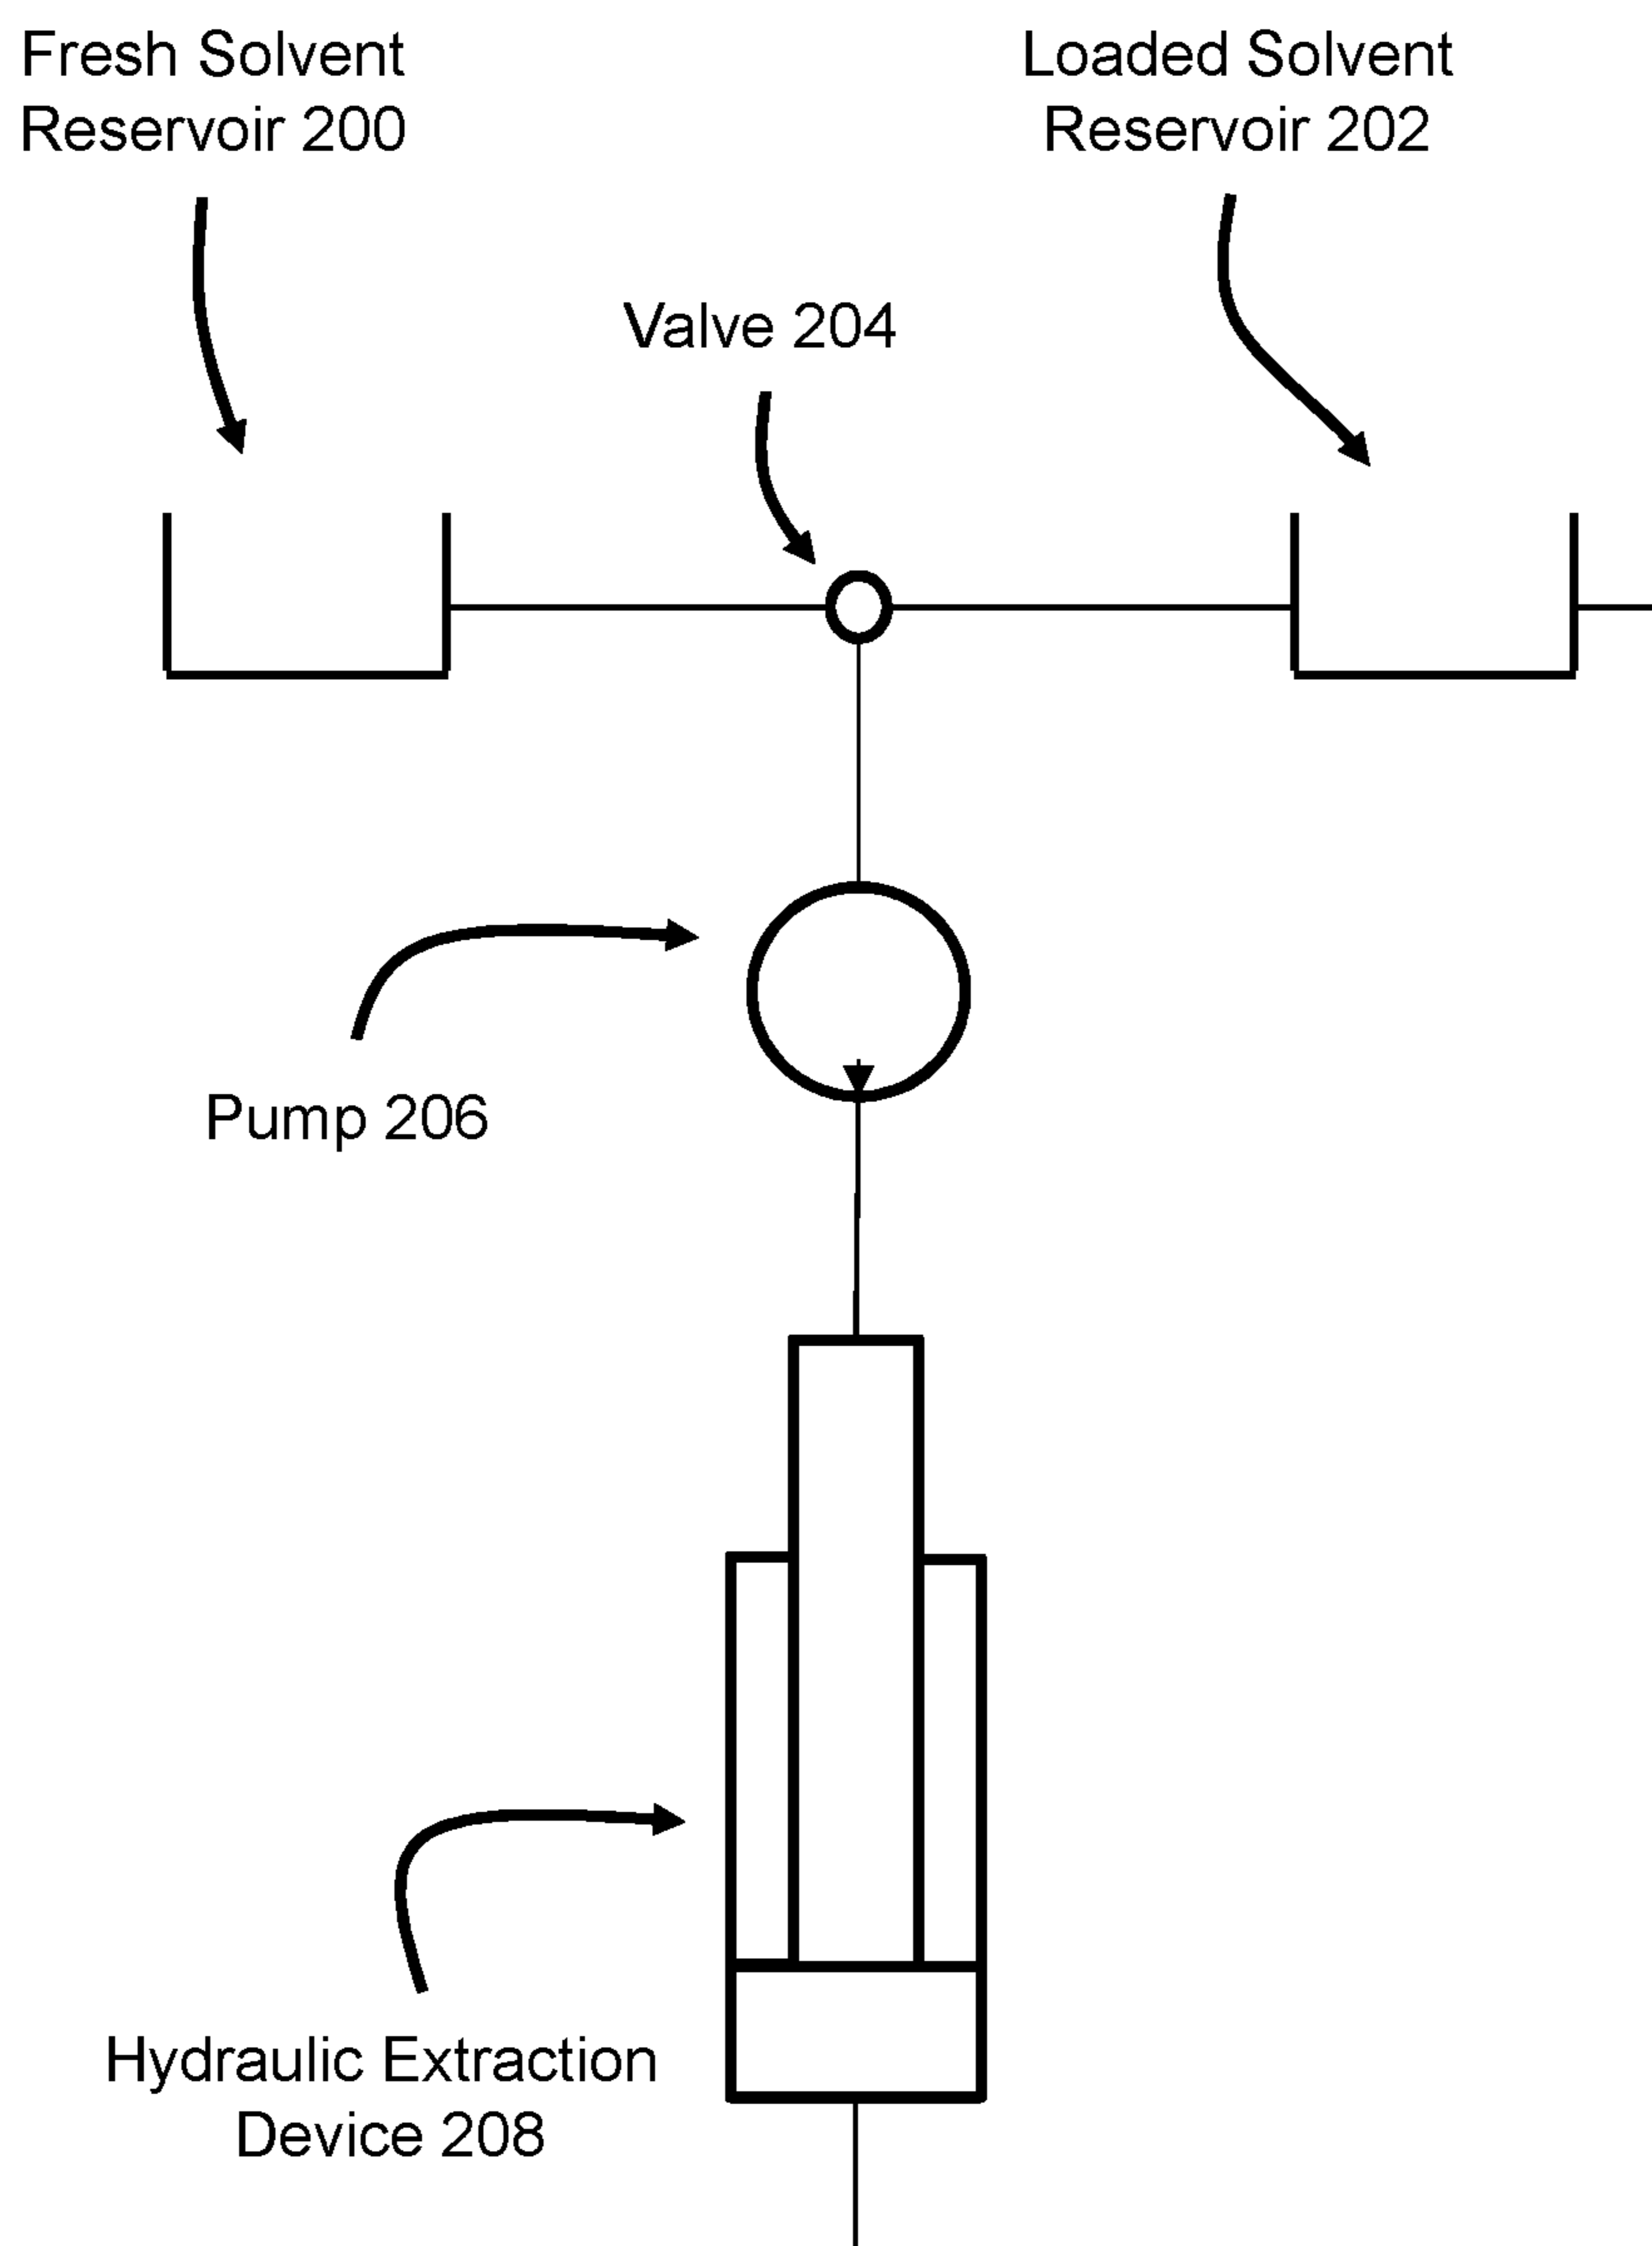 Fresh Solvent
Reservoir 200
Loaded Solvent
Reservoir 202
Valve 204
Pump 206
Hydraulic Extraction
Device 208